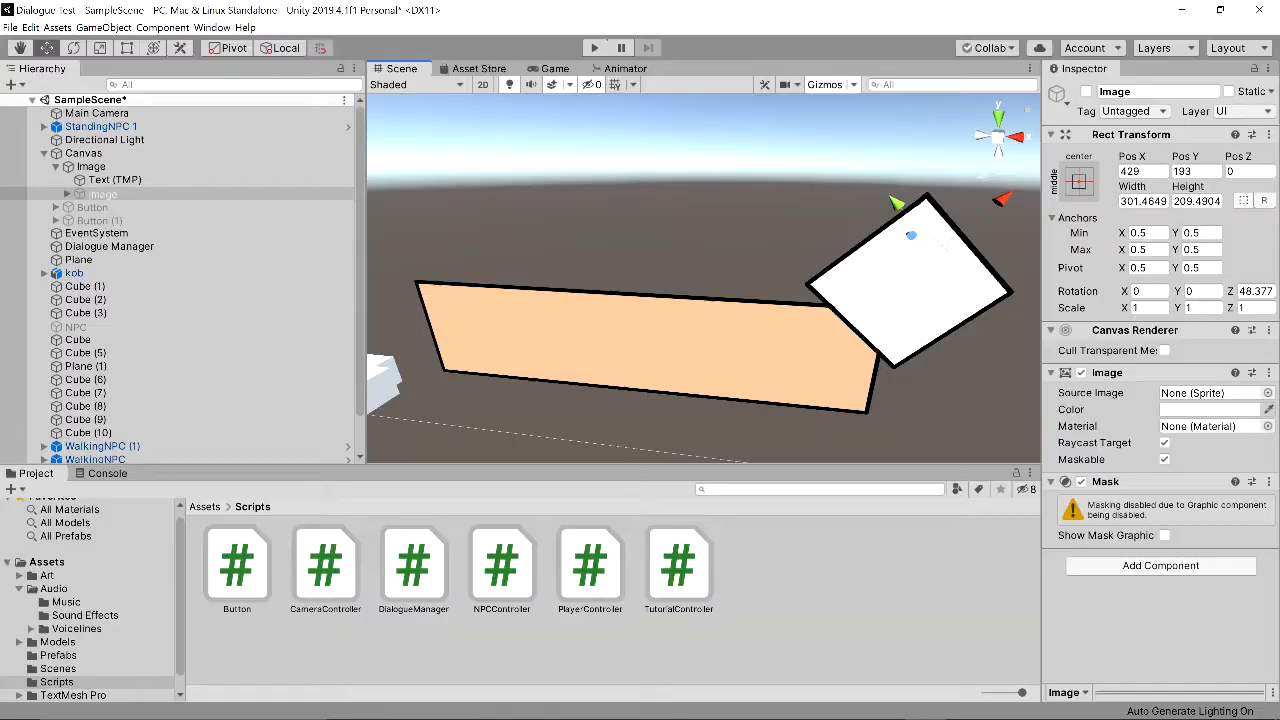 Dialogue Test - SampleScene - PC, Mac & Linux Standalone - Unity 2019.4.1f1 Personal* <DX11>
File Edit Assets GameObject Component Window Help
Pivot Local Collab Account Layers Layout
Hierarchy
All
SampleScene*
Main Camera
StandingNPC 1
Directional Light
Canvas
Image
Text (TMP)
Image
Button
Button (1)
EventSystem
Dialogue Manager
Plane
kob
Cube (1)
Cube (2)
Cube (3)
NPC
Cube
Cube (5)
Plane (1)
Cube (6)
Cube (7)
Cube (8)
Cube (9)
Cube (10)
WalkingNPC (1)
WalkingNPC
Scene Asset Store Game Animator
Shaded 2D 0 Gizmos All
y
x
Inspector
Image Static
Tag Untagged Layer UI
Rect Transform
center Pos X Pos Y Pos Z
middle 429 193 0
Width Height
301.4649 209.4904 R
Anchors
Min X 0.5 Y 0.5
Max X 0.5 Y 0.5
Pivot X 0.5 Y 0.5
Rotation X 0 Y 0 Z 48.377
Scale X 1 Y 1 Z 1
Canvas Renderer
Cull Transparent Me:
Image
Source Image None (Sprite)
Color
Material None (Material)
Raycast Target
Maskable
Mask
Masking disabled due to Graphic component
being disabled.
Show Mask Graphic
Add Component
Image
Project Console
8
Favorites
All Materials
All Models
All Prefabs
Assets
Art
Audio
Music
Sound Effects
Voicelines
Models
Prefabs
Scenes
Scripts
TextMesh Pro
Assets > Scripts
# # # # # #
Button CameraController DialogueManager NPCController PlayerController TutorialController
Auto Generate Lighting On